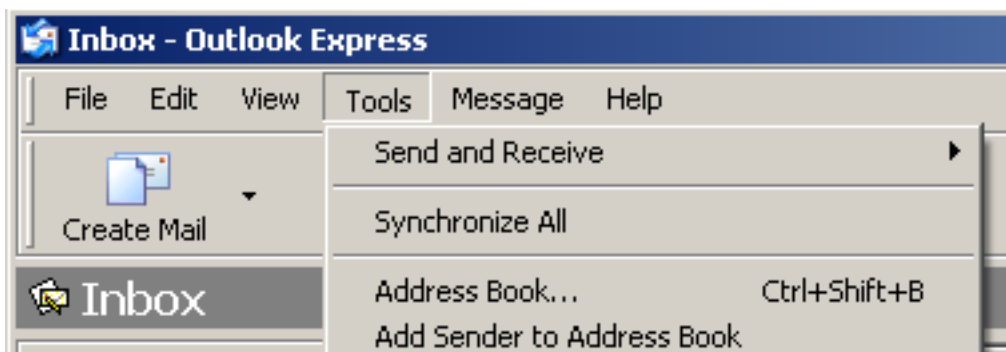 Inbox - Outlook Express
File Edit View Tools Message Help
Send and Receive
Create Mail
Synchronize All
Inbox
Address Book... Ctrl+Shift+B
Add Sender to Address Book